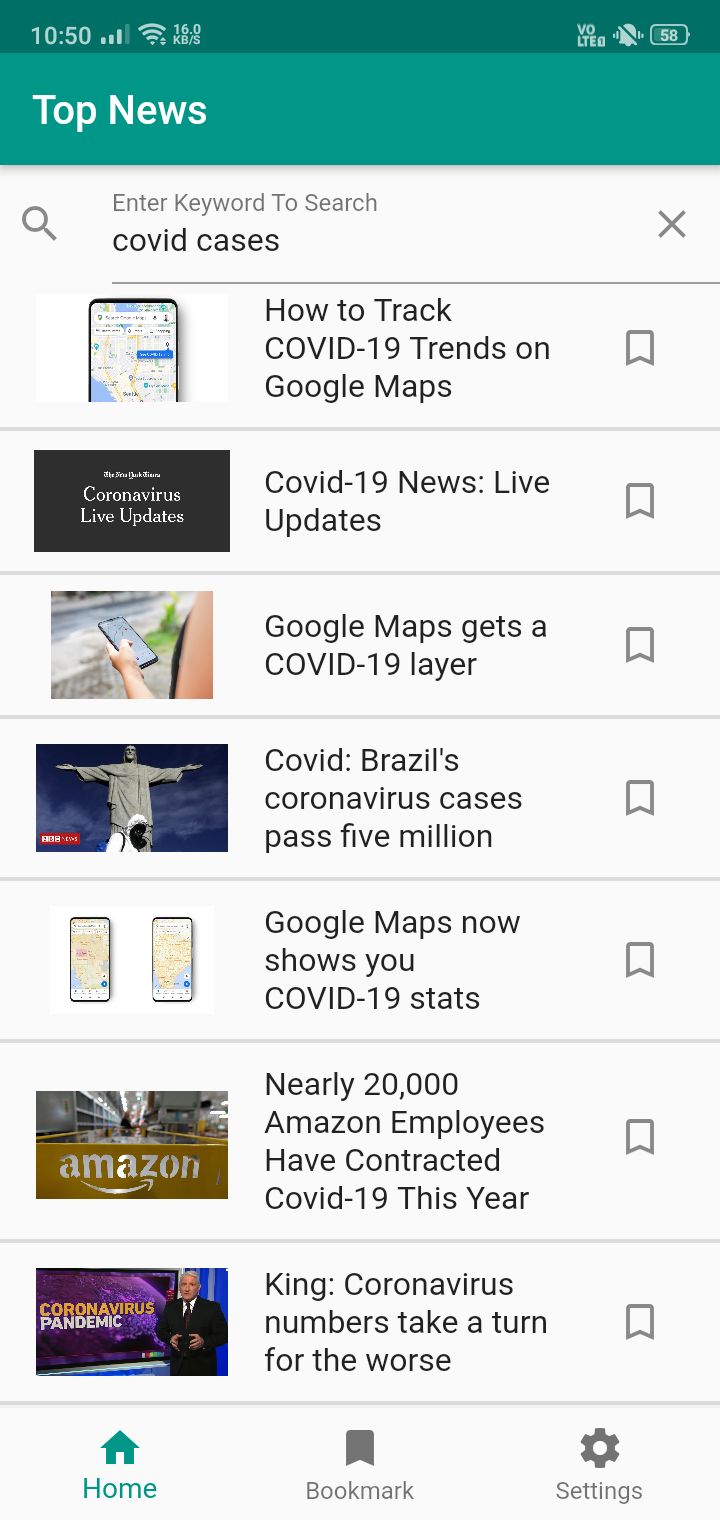 10:50
16.0
KB/S
VO
LTE
58
Top News
Enter Keyword To Search
covid cases
Search Google Maps
Seattle
How to Track
COVID-19 Trends on
Google Maps
The New York Times
Coronavirus
Live Updates
Covid-19 News: Live
Updates
Google Maps gets a
COVID-19 layer
BBC NEWS
Covid: Brazil's
coronavirus cases
pass five million
Google Maps now
shows you
COVID-19 stats
amazon
Nearly 20,000
Amazon Employees
Have Contracted
Covid-19 This Year
CORONAVIRUS
PANDEMIC
King: Coronavirus
numbers take a turn
for the worse
Home
Bookmark
Settings